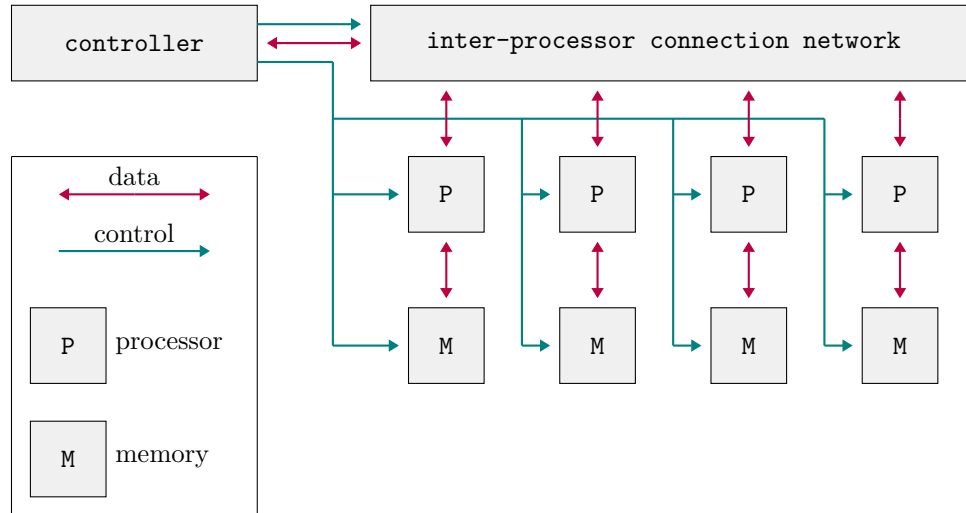 controller
inter-processor connection network
data
control
P processor
M memory
P P P P
M M M M